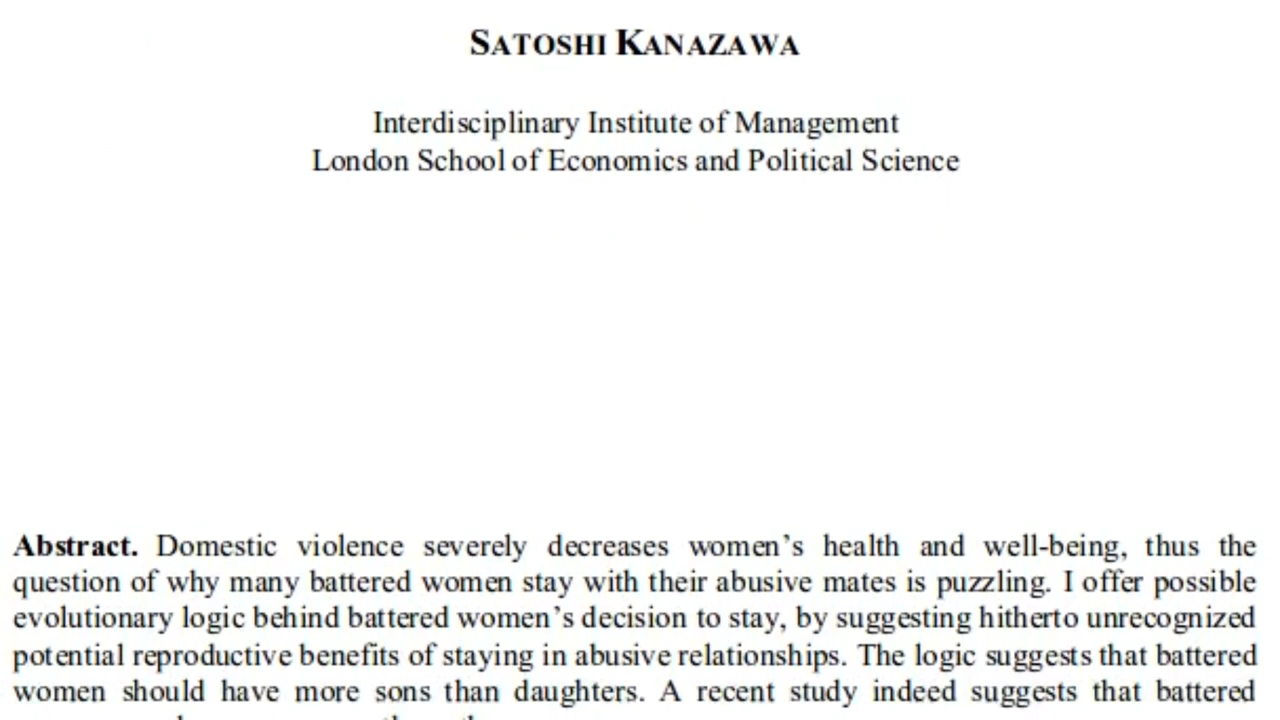 SATOSHI KANAZAWA
Interdisciplinary Institute of Management
London School of Economics and Political Science
Abstract. Domestic violence severely decreases women's health and well-being, thus the
question of why many battered women stay with their abusive mates is puzzling. I offer possible
evolutionary logic behind battered women's decision to stay, by suggesting hitherto unrecognized
potential reproductive benefits of staying in abusive relationships. The logic suggests that battered
women should have more sons than daughters. A recent study indeed suggests that battered